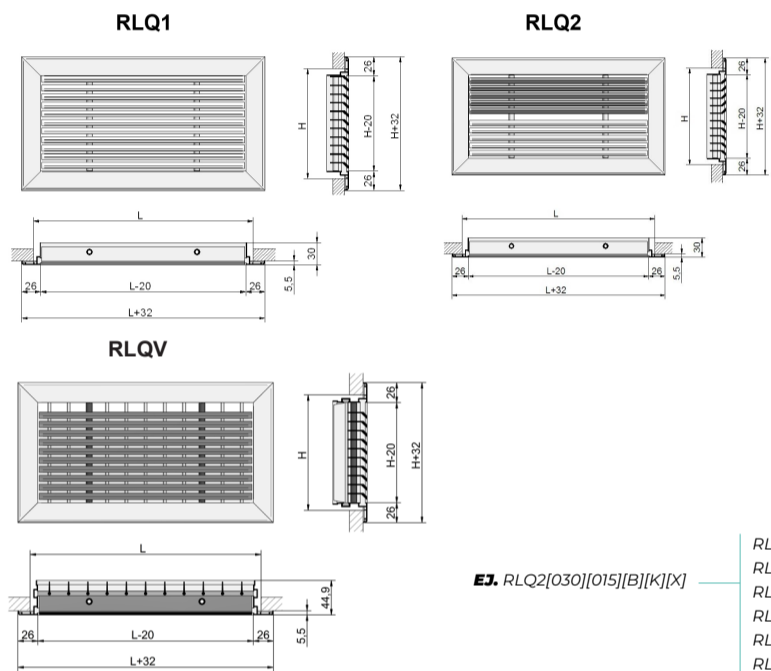 RLQ1
RLQ2
H
26
H-20
26
H+32
H
26
H-20
26
H+32
L
30
26
L-20
26
5,5
L+32
L
30
26
L-20
26
5,5
L+32
RLQV
H
26
H-20
26
H+32
L
44,9
26
L-20
26
5,5
L+32
EJ. RLQ2[030][015][B][K][X]
RL
RL
RL
RL
RL
RL